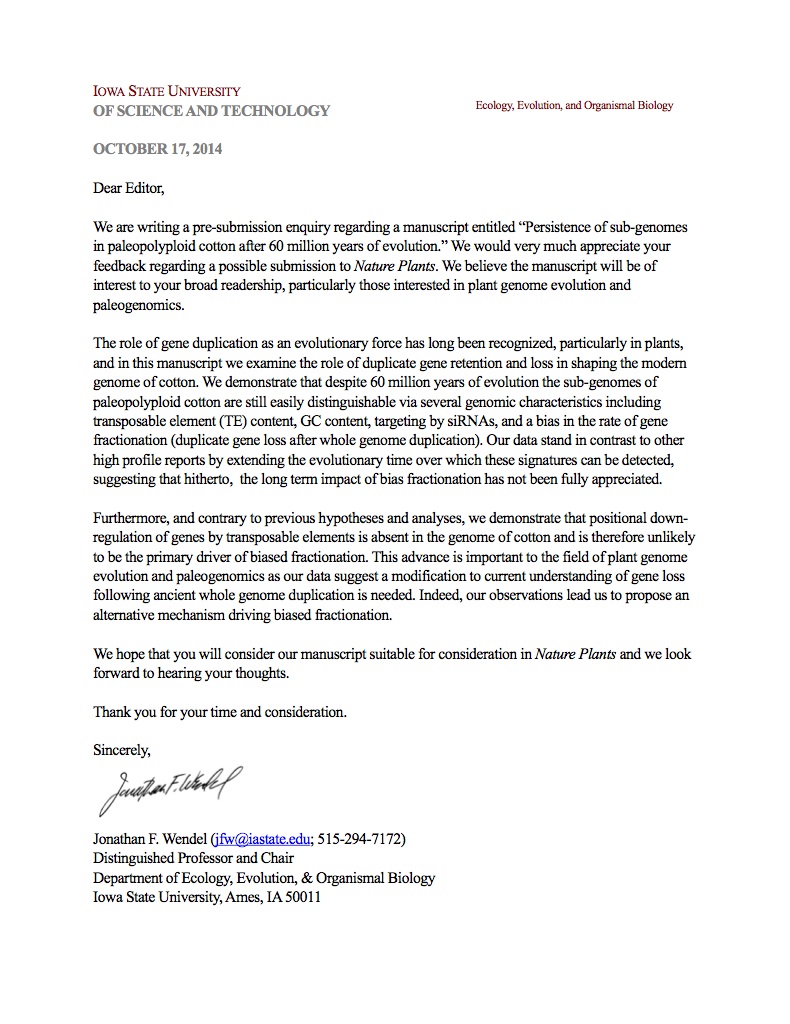 IOWA STATE UNIVERSITY
OF SCIENCE AND TECHNOLOGY
Ecology, Evolution, and Organismal Biology
OCTOBER 17, 2014
Dear Editor,
We are writing a pre-submission enquiry regarding a manuscript entitled “Persistence of sub-genomes
in paleopolyploid cotton after 60 million years of evolution.” We would very much appreciate your
feedback regarding a possible submission to Nature Plants. We believe the manuscript will be of
interest to your broad readership, particularly those interested in plant genome evolution and
paleogenomics.
The role of gene duplication as an evolutionary force has long been recognized, particularly in plants,
and in this manuscript we examine the role of duplicate gene retention and loss in shaping the modern
genome of cotton. We demonstrate that despite 60 million years of evolution the sub-genomes of
paleopolyploid cotton are still easily distinguishable via several genomic characteristics including
transposable element (TE) content, GC content, targeting by siRNAs, and a bias in the rate of gene
fractionation (duplicate gene loss after whole genome duplication). Our data stand in contrast to other
high profile reports by extending the evolutionary time over which these signatures can be detected,
suggesting that hitherto,  the long term impact of bias fractionation has not been fully appreciated.
Furthermore, and contrary to previous hypotheses and analyses, we demonstrate that positional down-
regulation of genes by transposable elements is absent in the genome of cotton and is therefore unlikely
to be the primary driver of biased fractionation. This advance is important to the field of plant genome
evolution and paleogenomics as our data suggest a modification to current understanding of gene loss
following ancient whole genome duplication is needed. Indeed, our observations lead us to propose an
alternative mechanism driving biased fractionation.
We hope that you will consider our manuscript suitable for consideration in Nature Plants and we look
forward to hearing your thoughts.
Thank you for your time and consideration.
Sincerely,
Jonathan F. Wendel
Jonathan F. Wendel (jfw@iastate.edu; 515-294-7172)
Distinguished Professor and Chair
Department of Ecology, Evolution, & Organismal Biology
Iowa State University, Ames, IA 50011